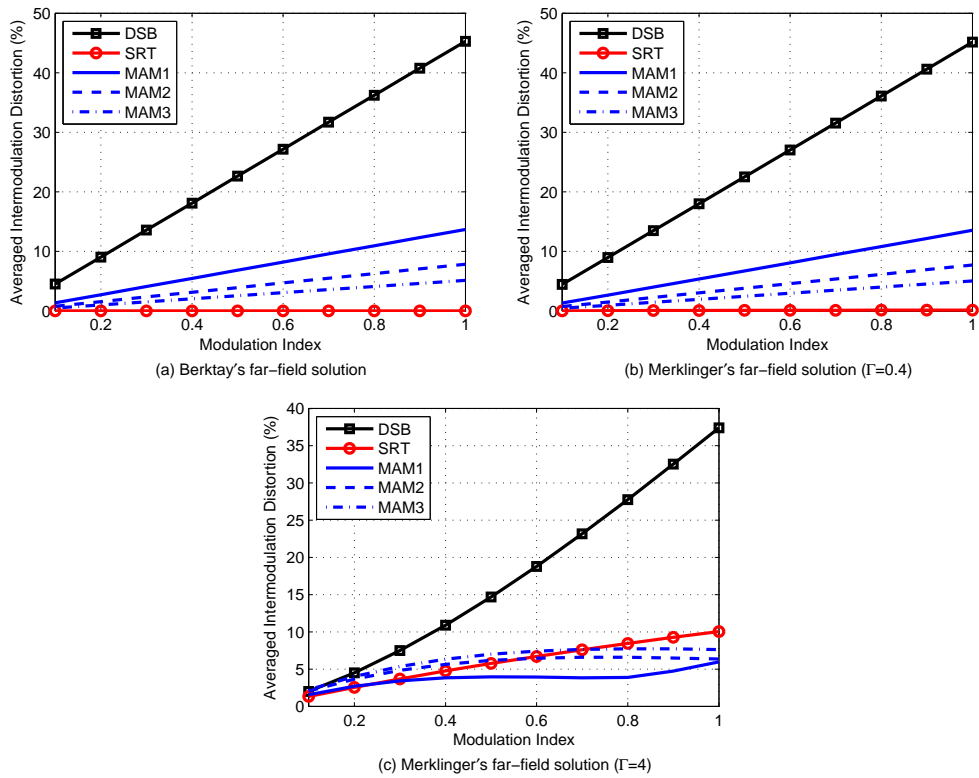 Averaged Intermodulation Distortion (%)
50
40
30
20
10
0
DSB
SRT
MAM1
MAM2
MAM3
0.2
0.4
0.6
0.8
1
Modulation Index
(a) Berktay's far−field solution
Averaged Intermodulation Distortion (%)
50
40
30
20
10
0
DSB
SRT
MAM1
MAM2
MAM3
0.2
0.4
0.6
0.8
1
Modulation Index
(b) Merklinger's far−field solution (Γ=0.4)
Averaged Intermodulation Distortion (%)
40
35
30
25
20
15
10
5
0
DSB
SRT
MAM1
MAM2
MAM3
0.2
0.4
0.6
0.8
1
Modulation Index
(c) Merklinger's far−field solution (Γ=4)